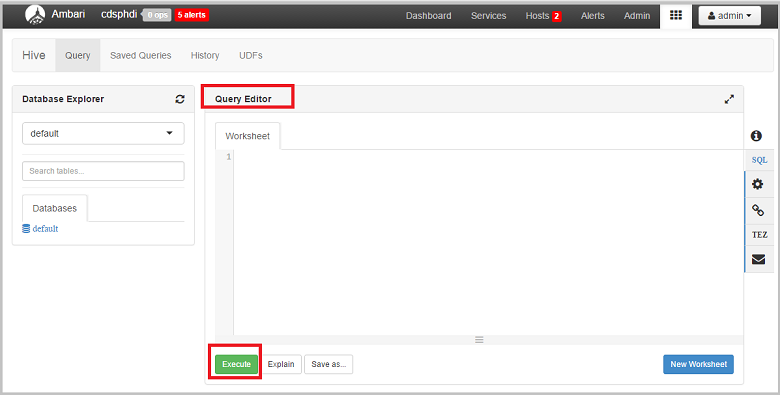 Ambari cdsphdi 0 ops 5 alerts Dashboard Services Hosts 2 Alerts Admin admin
Hive Query Saved Queries History UDFs
Database Explorer
default
Search tables...
Databases
default
Query Editor
Worksheet
1
Execute Explain Save as... New Worksheet
SQL
TEZ